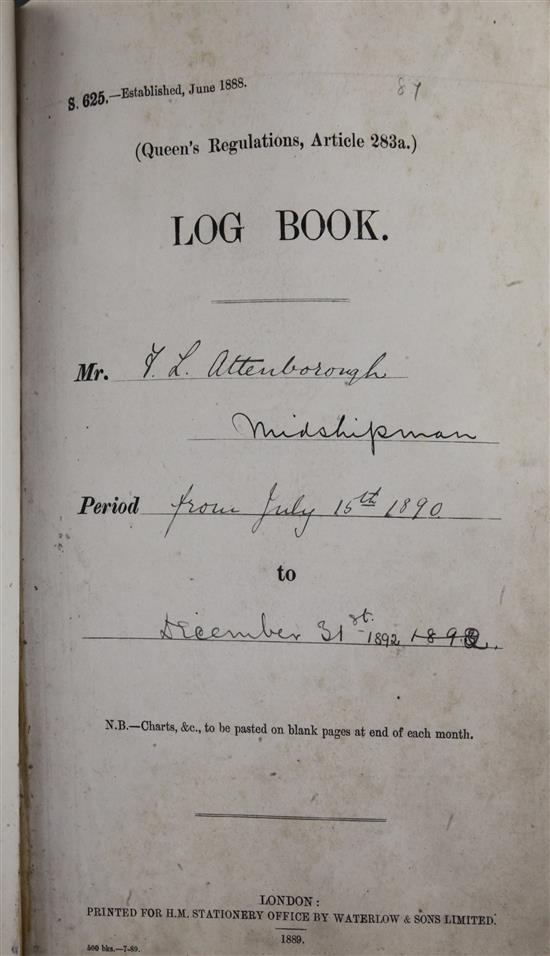 S. 625.—Established, June 1888.
87
(Queen's Regulations, Article 283a.)
LOG BOOK.
Mr. F. L. Attenborough
Midshipman
Period from July 15th 1890
to
December 31st. 1892 1892.
N.B.—Charts, &c., to be pasted on blank pages at end of each month.
LONDON:
PRINTED FOR H.M. STATIONERY OFFICE BY WATERLOW & SONS LIMITED.
1889.
500 bks.—7-89.